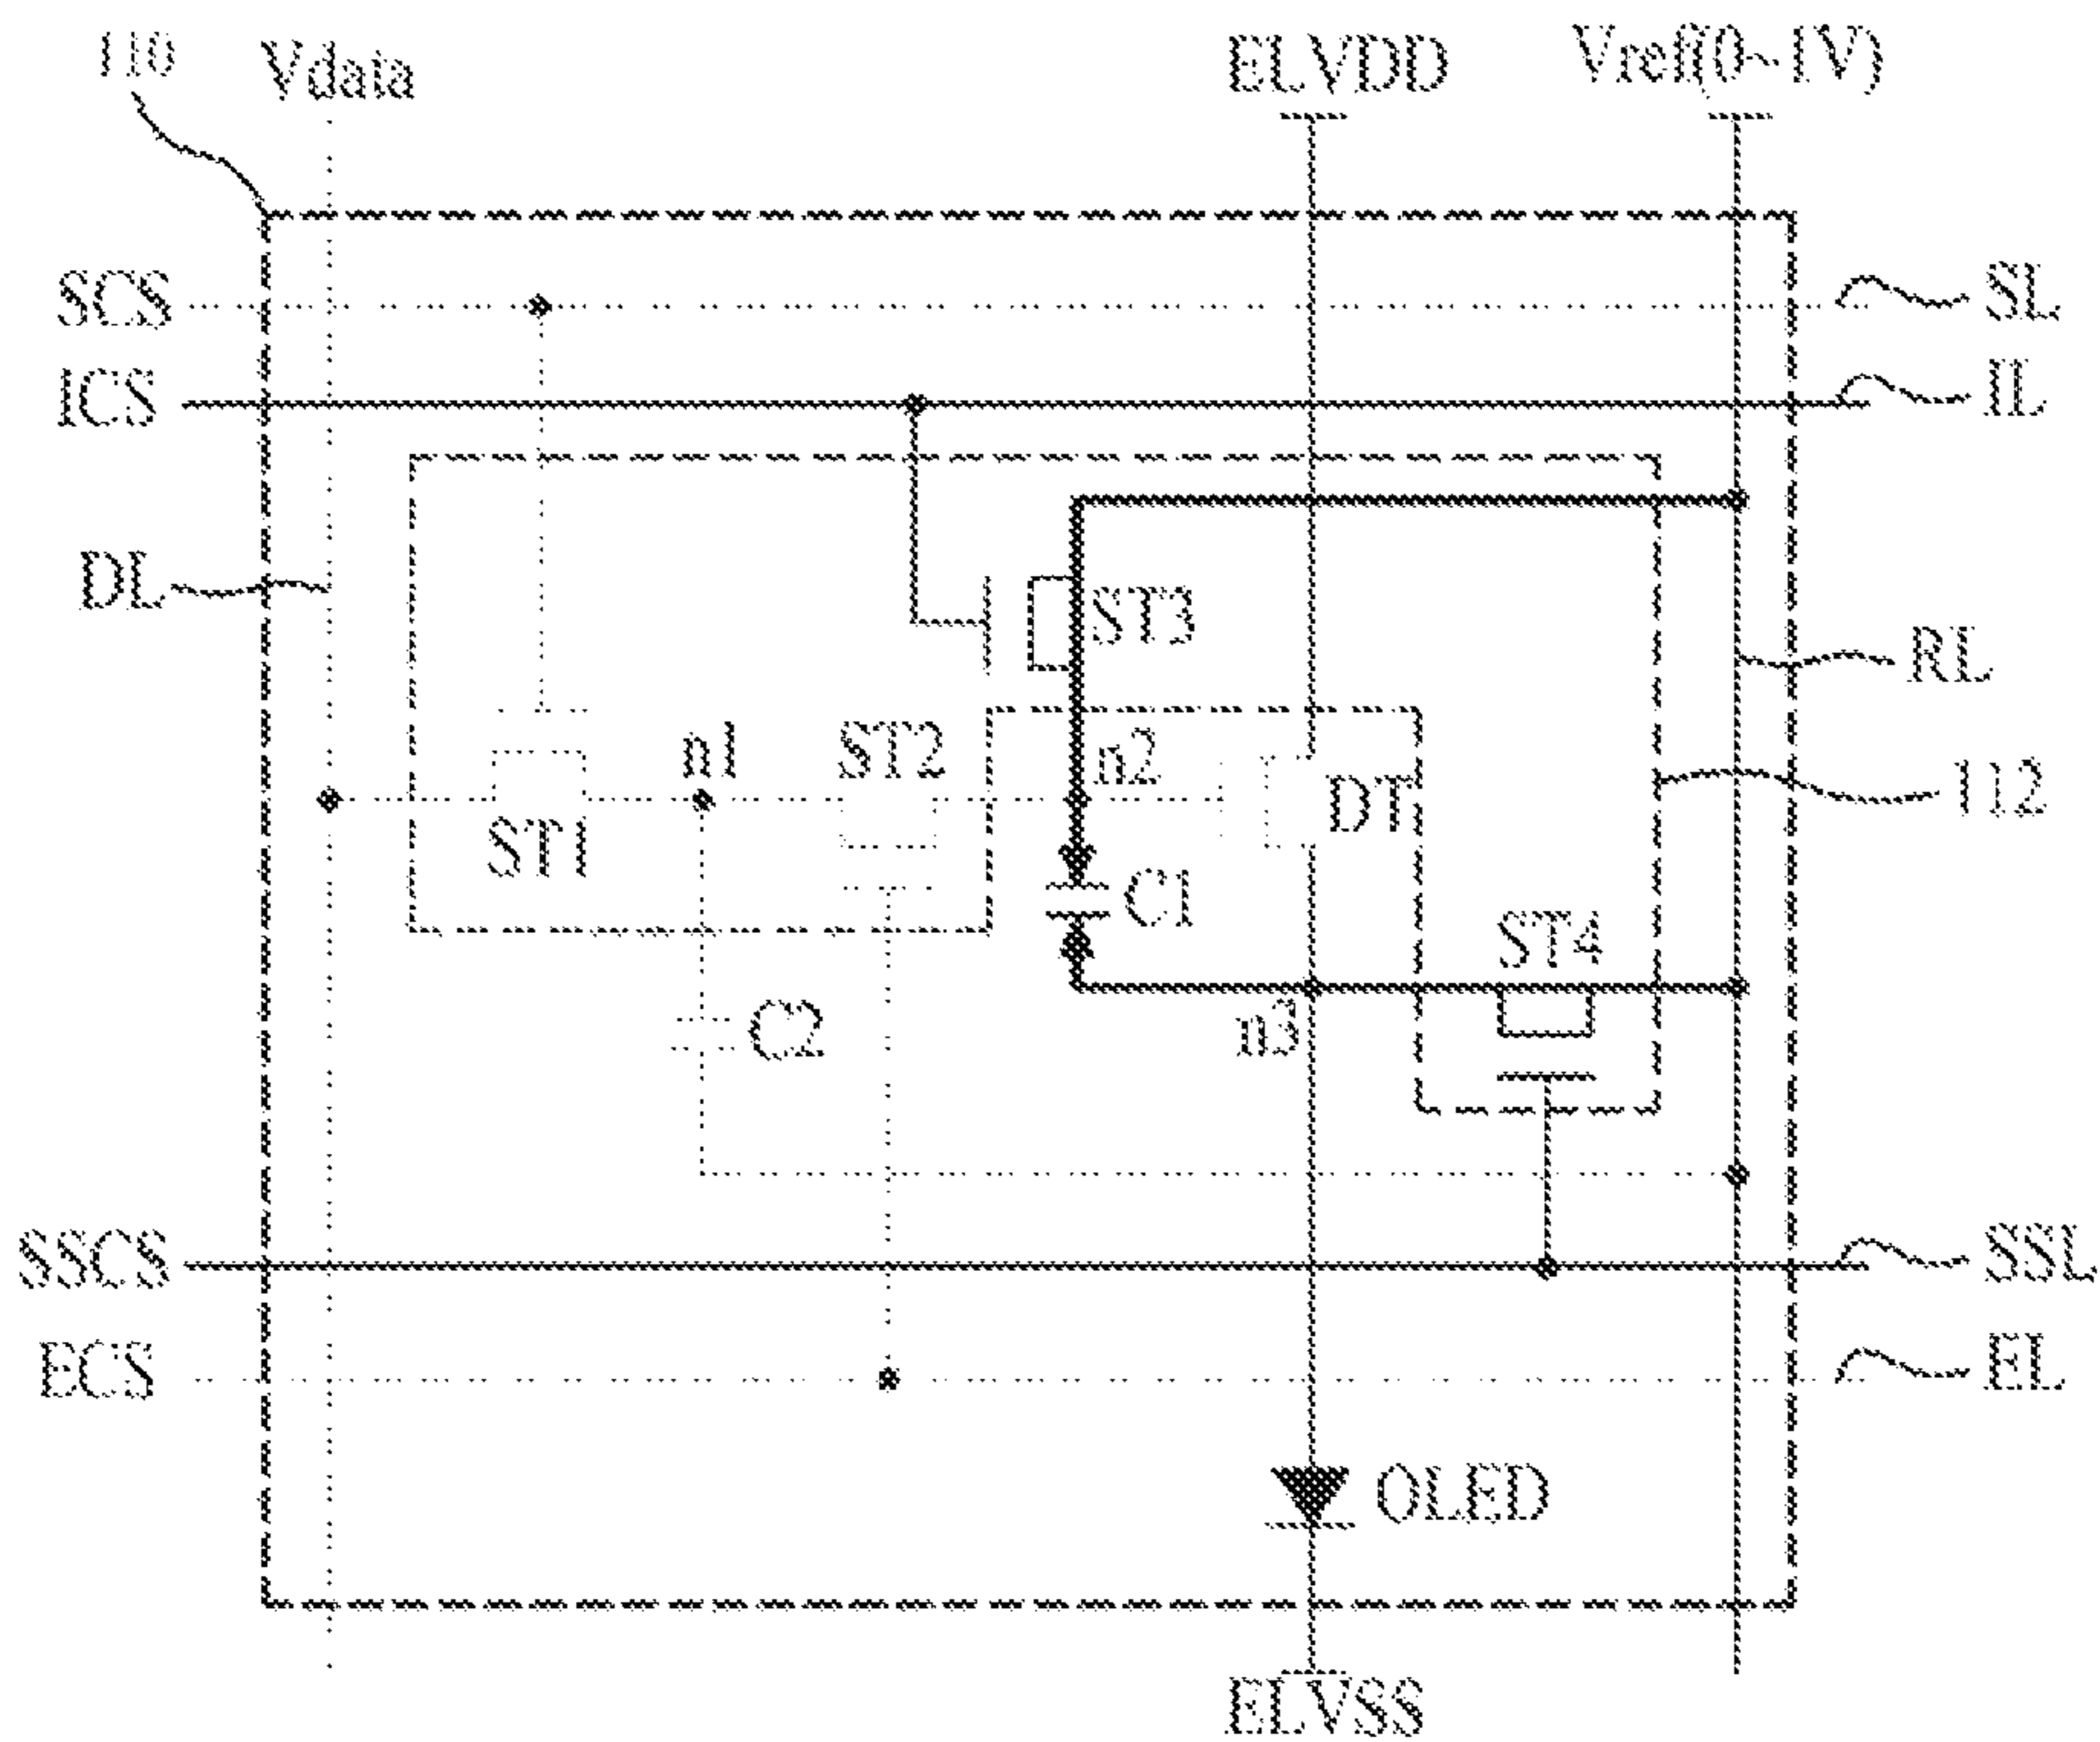 110
Vdata
ELVDD
Vref(0~1V)
SCS
SL
ICS
IL
DL
ST3
RL
n1
ST2
n2
DT
112
ST1
C1
ST4
C2
n3
SSCS
SSL
ECS
EL
OLED
ELVSS